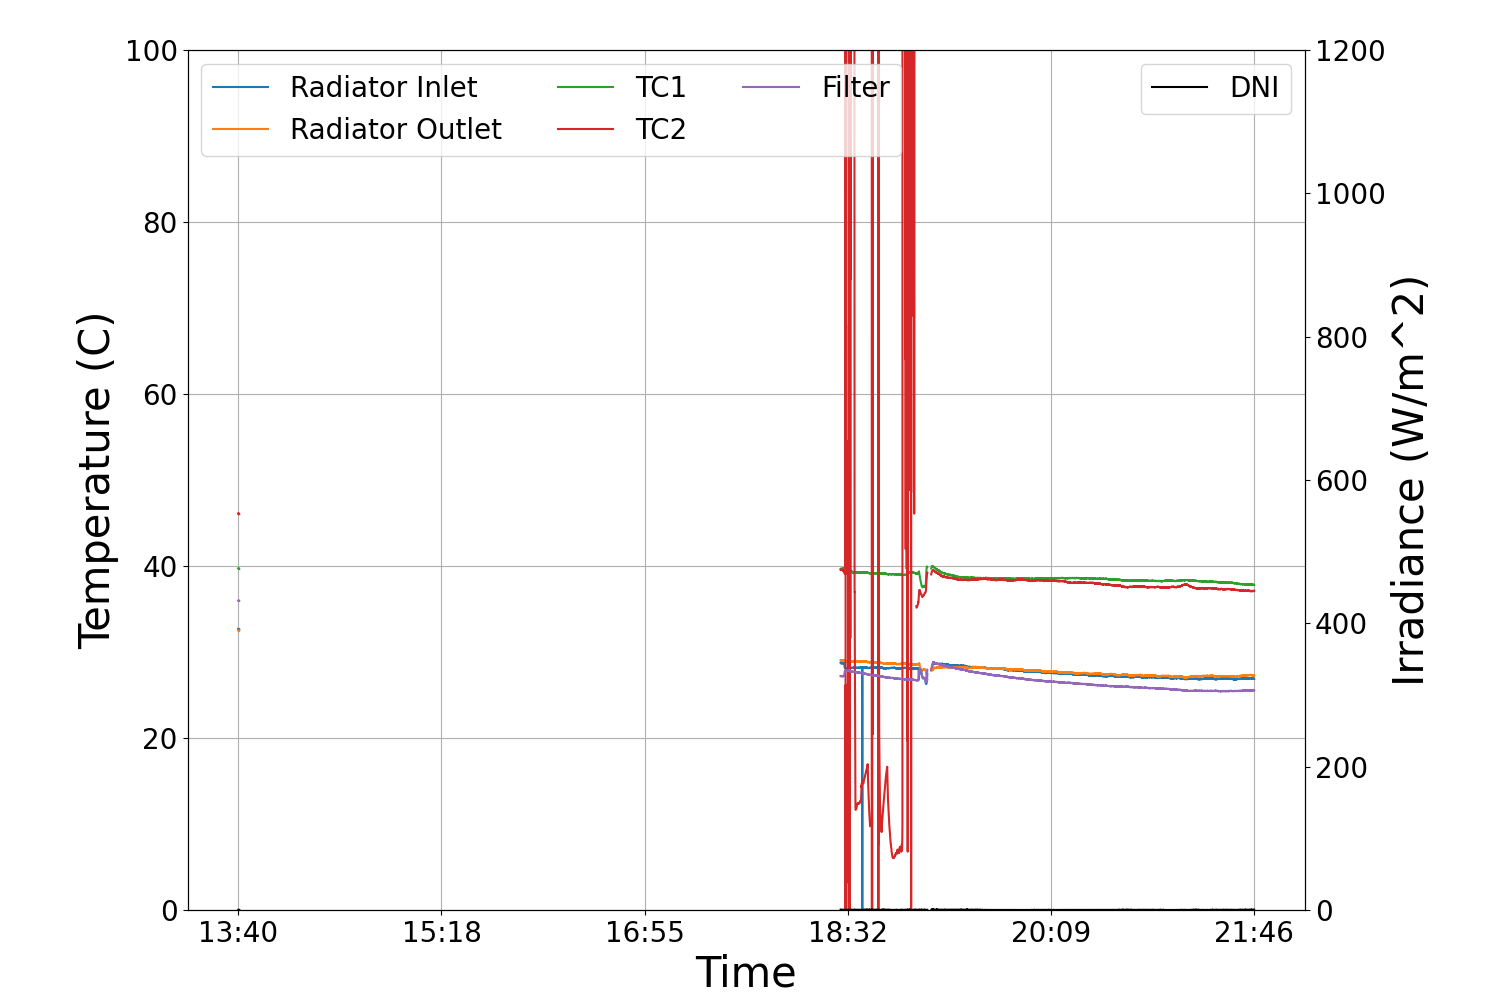 100
80
60
40
20
0
Temperature (C)
Radiator Inlet
Radiator Outlet
TC1
TC2
Filter
DNI
1200
1000
800
600
400
200
0
Irradiance (W/m^2)
13:40
15:18
16:55
18:32
20:09
21:46
Time